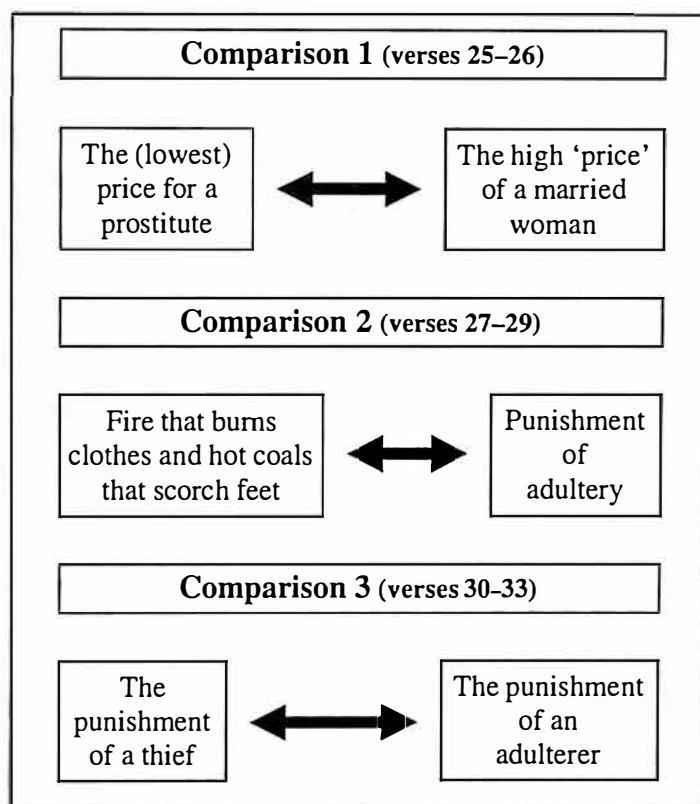 Comparison 1 (verses 25–26)
The (lowest)
price for a
prostitute
The high ‘price’
of a married
woman
Comparison 2 (verses 27–29)
Fire that burns
clothes and hot coals
that scorch feet
Punishment
of
adultery
Comparison 3 (verses 30–33)
The
punishment
of a thief
The punishment
of an
adulterer